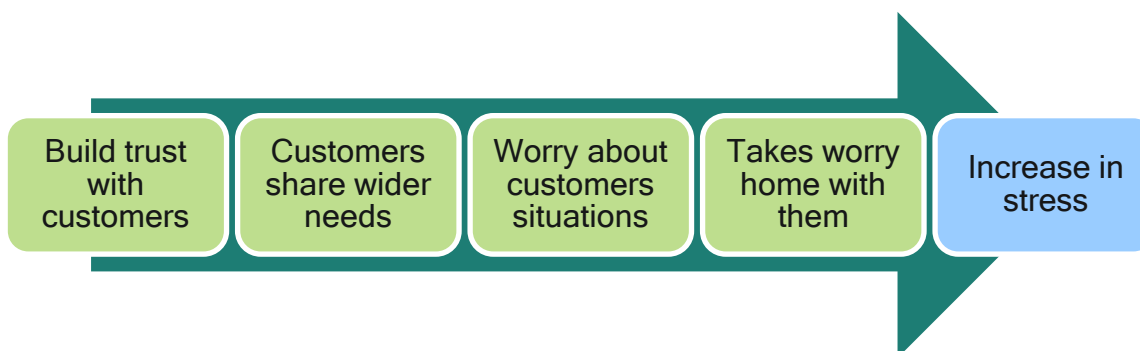 Build trust
with
customers
Customers
share wider
needs
Worry about
customers
situations
Takes worry
home with
them
Increase in
stress